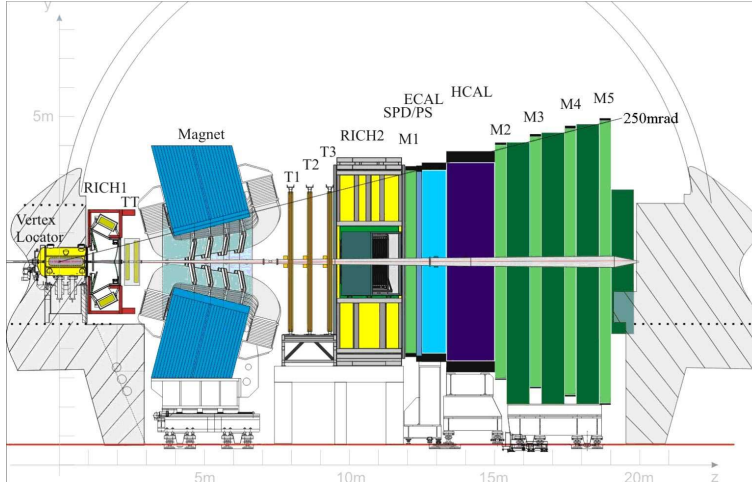 y
5m
Vertex
Locator
RICH1
TT
Magnet
T1
T2
T3
RICH2
M1
SPD/PS
ECAL
HCAL
M2
M3
M4
M5
250mrad
5m
10m
15m
20m
z